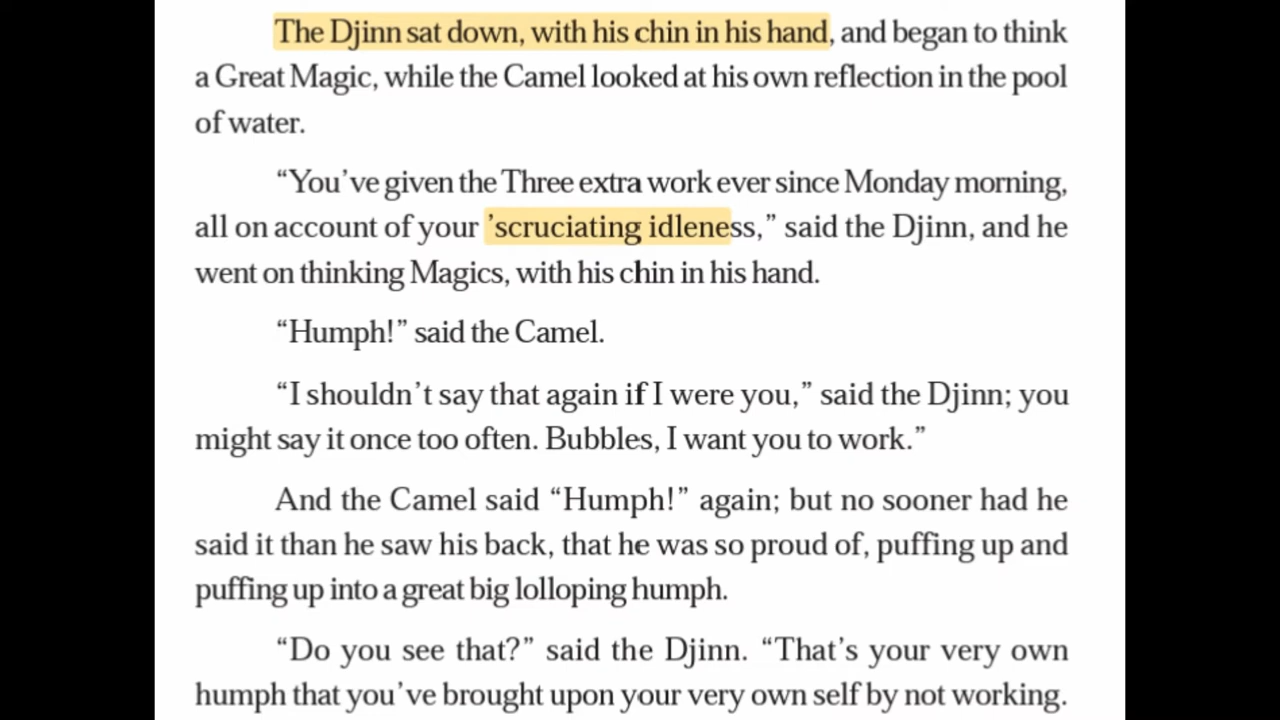 The Djinn sat down, with his chin in his hand, and began to think
a Great Magic, while the Camel looked at his own reflection in the pool
of water.
“You’ve given the Three extra work ever since Monday morning,
all on account of your ’scruciating idleness,” said the Djinn, and he
went on thinking Magics, with his chin in his hand.
“Humph!” said the Camel.
“I shouldn’t say that again if I were you,” said the Djinn; you
might say it once too often. Bubbles, I want you to work.”
And the Camel said “Humph!” again; but no sooner had he
said it than he saw his back, that he was so proud of, puffing up and
puffing up into a great big lolloping humph.
“Do you see that?” said the Djinn. “That’s your very own
humph that you’ve brought upon your very own self by not working.